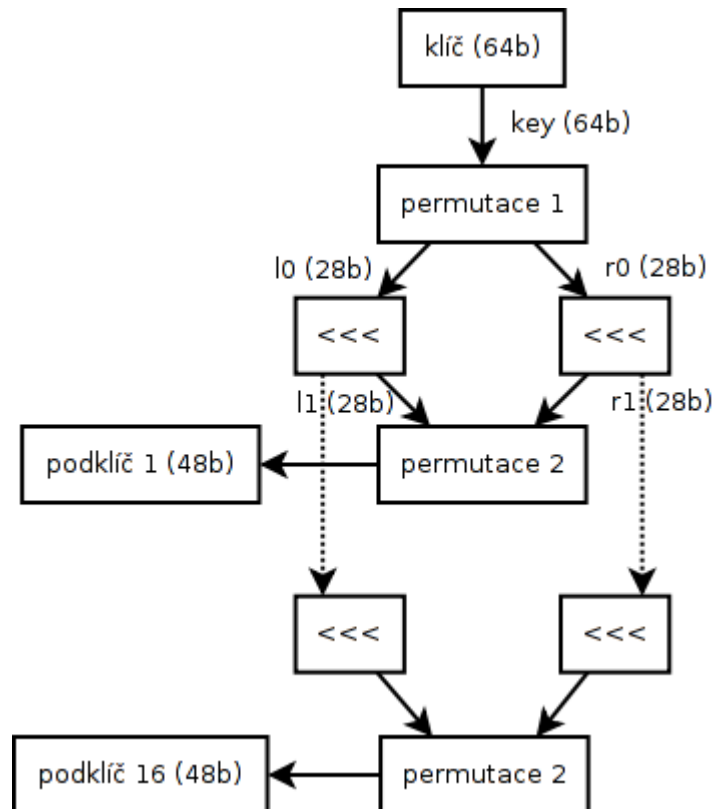 klíč (64b)
key (64b)
permutace 1
l0 (28b)
r0 (28b)
<<<
<<<
l1 (28b)
r1 (28b)
podklíč 1 (48b)
permutace 2
<<<
<<<
podklíč 16 (48b)
permutace 2